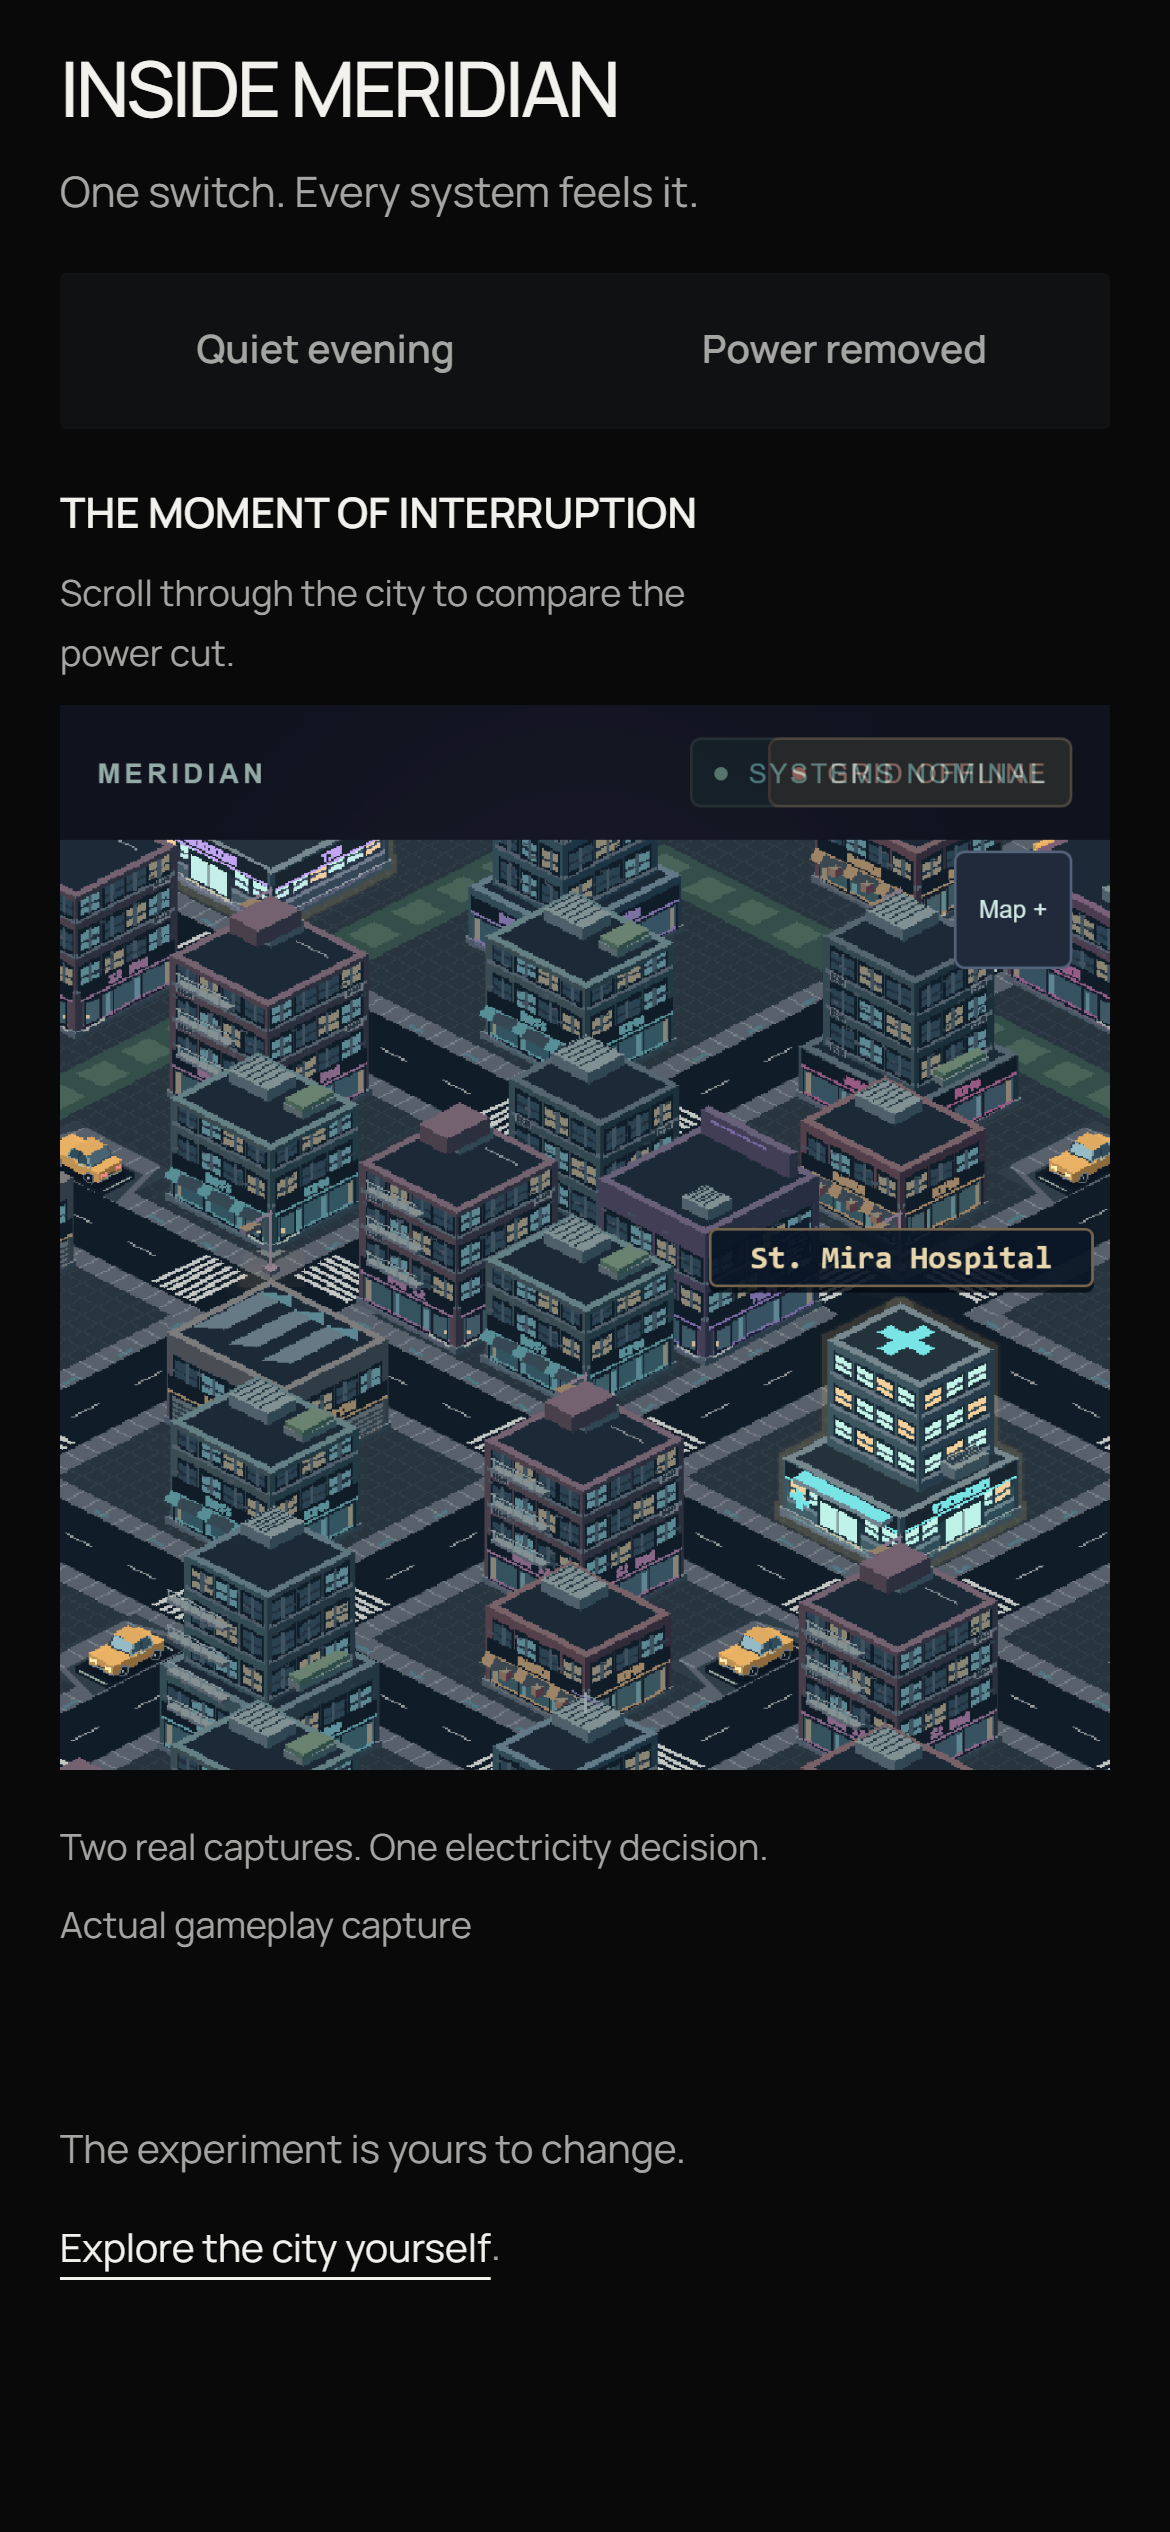 INSIDE MERIDIAN
One switch. Every system feels it.
Quiet evening
Power removed
THE MOMENT OF INTERRUPTION
Scroll through the city to compare the
power cut.
MERIDIAN
Map +
St. Mira Hospital
Two real captures. One electricity decision.
Actual gameplay capture
The experiment is yours to change.
Explore the city yourself.